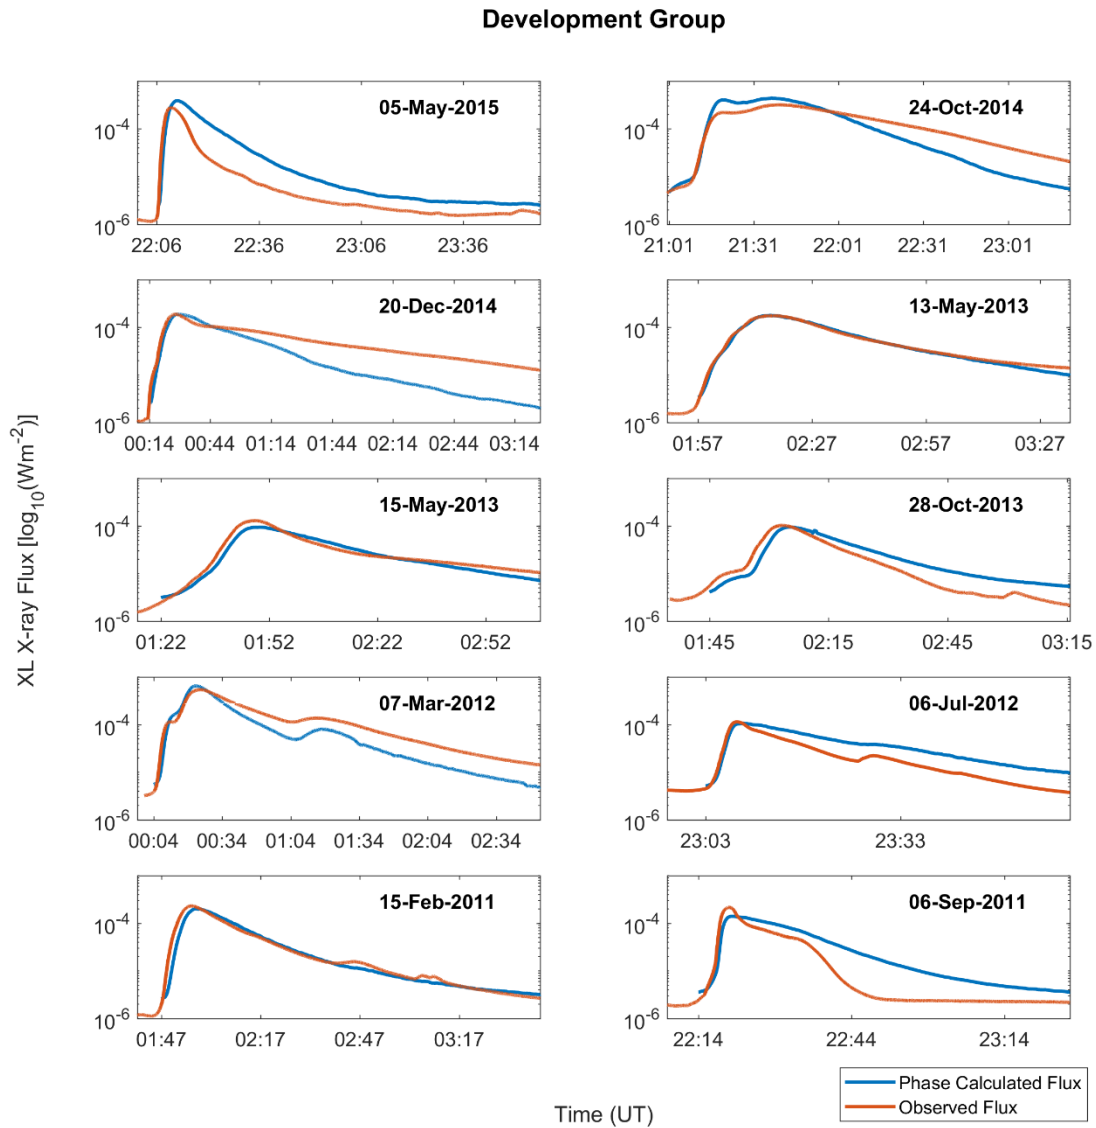 Development Group
05-May-2015
10-4
10-6
22:06 22:36 23:06 23:36
24-Oct-2014
10-4
10-6
21:01 21:31 22:01 22:31 23:01
20-Dec-2014
10-4
10-6
00:14 00:44 01:14 01:44 02:14 02:44 03:14
13-May-2013
10-4
10-6
01:57 02:27 02:57 03:27
15-May-2013
10-4
10-6
01:22 01:52 02:22 02:52
28-Oct-2013
10-4
10-6
01:45 02:15 02:45 03:15
07-Mar-2012
10-4
10-6
00:04 00:34 01:04 01:34 02:04 02:34
06-Jul-2012
10-4
10-6
23:03 23:33
15-Feb-2011
10-4
10-6
01:47 02:17 02:47 03:17
06-Sep-2011
10-4
10-6
22:14 22:44 23:14
XL X-ray Flux [log10(Wm-2)]
Time (UT)
Phase Calculated Flux
Observed Flux